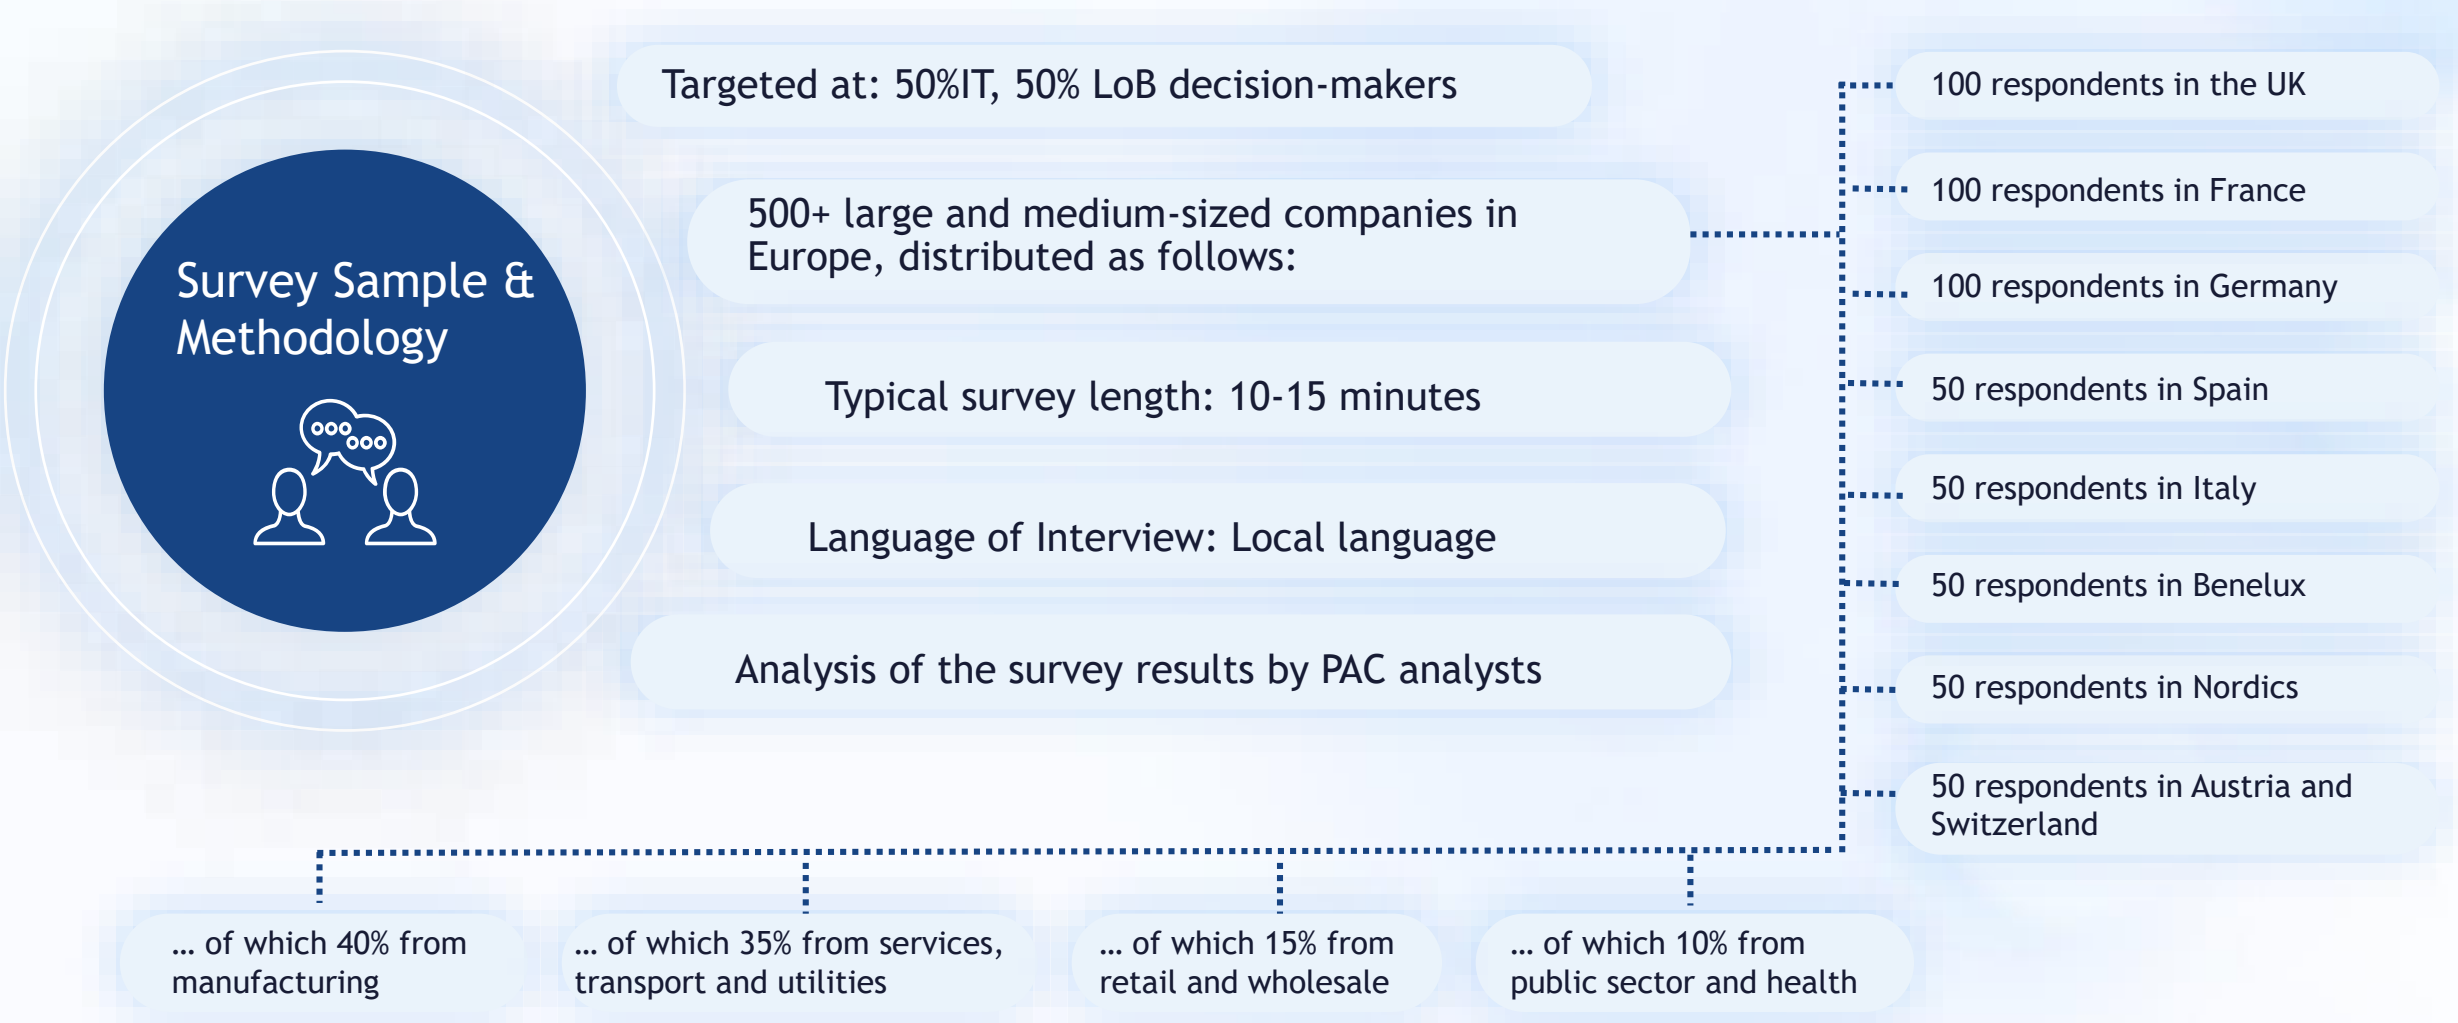 Survey Sample &
Methodology
Targeted at: 50%IT, 50% LoB decision-makers
500+ large and medium-sized companies in
Europe, distributed as follows:
Typical survey length: 10-15 minutes
Language of Interview: Local language
Analysis of the survey results by PAC analysts
100 respondents in the UK
100 respondents in France
100 respondents in Germany
50 respondents in Spain
50 respondents in Italy
50 respondents in Benelux
50 respondents in Nordics
50 respondents in Austria and
Switzerland
… of which 40% from
manufacturing
… of which 35% from services,
transport and utilities
… of which 15% from
retail and wholesale
… of which 10% from
public sector and health